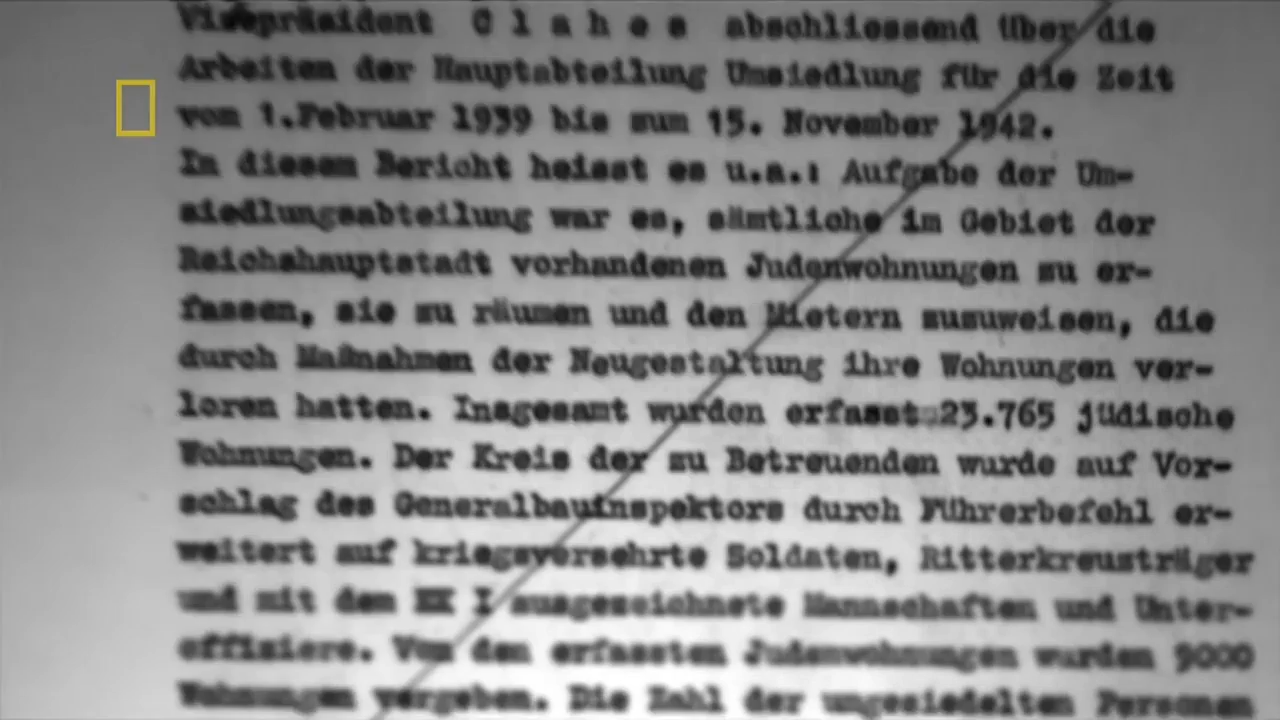 Vizepräsident C l a h e s abschliessend über die
Arbeiten der Hauptabteilung Umsiedlung für die Zeit
vom 1.Februar 1939 bis zum 15. November 1942.
In diesem Bericht heisst es u.a.: Aufgabe der Um-
siedlungsabteilung war es, sämtliche im Gebiet der
Reichshauptstadt vorhandenen Judenwohnungen zu er-
fassen, sie zu räumen und den Mietern zuzuweisen, die
durch Maßnahmen der Neugestaltung ihre Wohnungen ver-
loren hatten. Insgesamt wurden erfasst 23.765 jüdische
Wohnungen. Der Kreis der zu Betreuenden wurde auf Vor-
schlag des Generalbauinspektors durch Führerbefehl er-
weitert auf kriegsversehrte Soldaten, Ritterkreuzträger
und mit dem EK I ausgezeichnete Mannschaften und Unter-
offiziere. Von den erfassten Judenwohnungen wurden 9000
Wohnungen vergeben. Die Zahl der umgesiedelten Personen